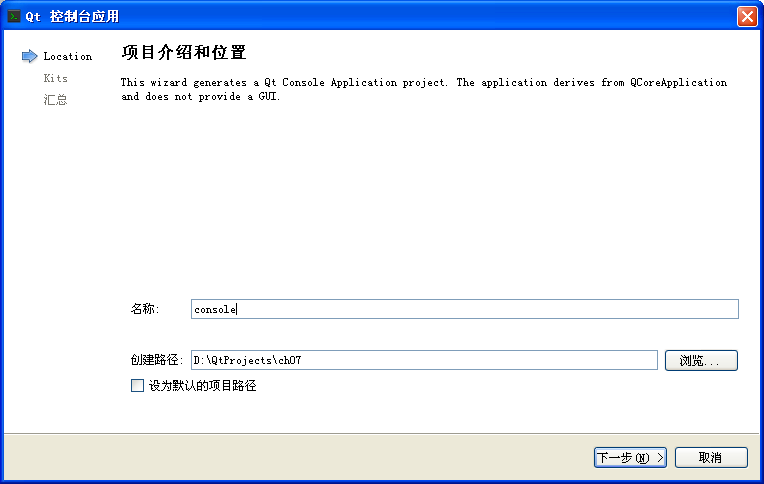 Qt 控制台应用
Location
Kits
汇总
项目介绍和位置
This wizard generates a Qt Console Application project. The application derives from QCoreApplication
and does not provide a GUI.
名称: console
创建路径: D:\QtProjects\ch07 浏览...
设为默认的项目路径
下一步(N) > 取消